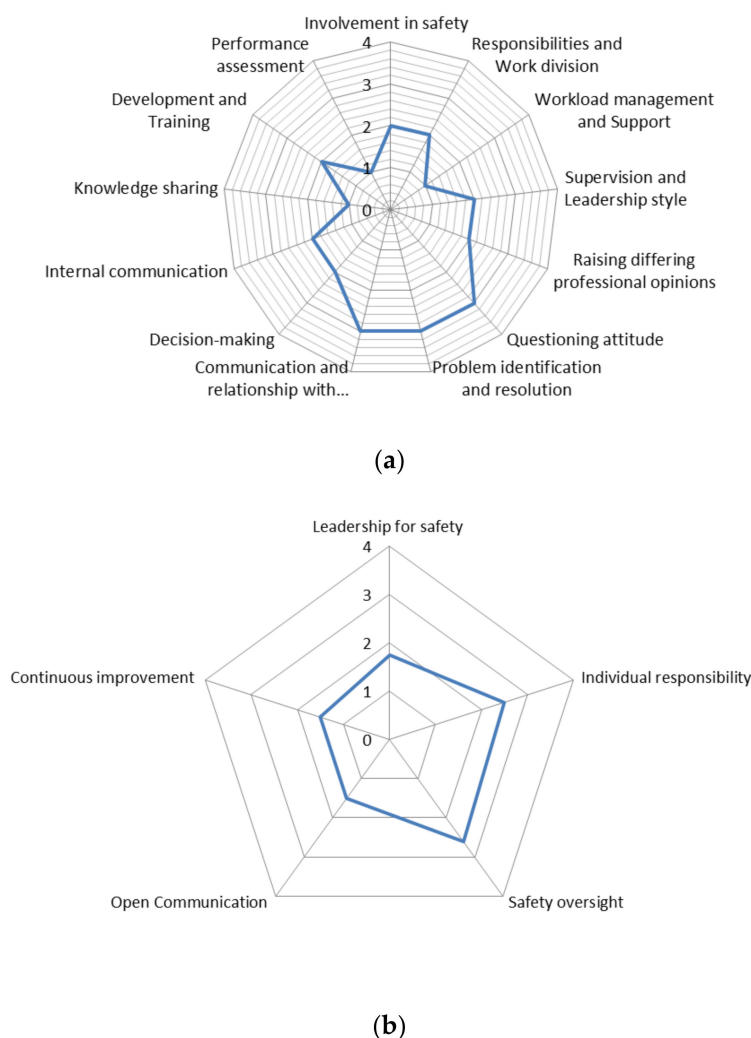 Involvement in safety
4
Performance
assessment
Responsibilities and
Work division
3
Development and
Training
Workload management
and Support
2
1
Knowledge sharing
Supervision and
Leadership style
0
Internal communication
Raising differing
professional opinions
Decision-making
Questioning attitude
Communication and
relationship with...
Problem identification
and resolution
(a)
Leadership for safety
4
3
2
Continuous improvement
Individual responsibility
1
0
Open Communication
Safety oversight
(b)